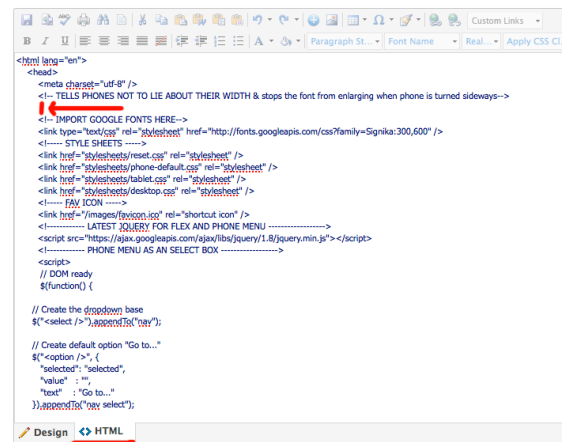 Custom Links
B I U A Paragraph St... Font Name Real... Apply CSS Cl...
<html lang="en">
<head>
<meta charset="utf-8" />
<!-- TELLS PHONES NOT TO LIE ABOUT THEIR WIDTH & stops the font from enlarging when phone is turned sideways-->
<!-- IMPORT GOOGLE FONTS HERE-->
<link type="text/css" rel="stylesheet" href="http://fonts.googleapis.com/css?family=Signika:300,600" />
<!----- STYLE SHEETS ----->
<link href="stylesheets/reset.css" rel="stylesheet" />
<link href="stylesheets/phone-default.css" rel="stylesheet" />
<link href="stylesheets/tablet.css" rel="stylesheet" />
<link href="stylesheets/desktop.css" rel="stylesheet" />
<!----- FAV ICON ----->
<link href="/images/favicon.ico" rel="shortcut icon" />
<!------------ LATEST JQUERY FOR FLEX AND PHONE MENU ------------------>
<script src="https://ajax.googleapis.com/ajax/libs/jquery/1.8/jquery.min.js"></script>
<!------------ PHONE MENU AS AN SELECT BOX ------------------>
<script>
// DOM ready
$(function() {
// Create the dropdown base
$("<select />").appendTo("nav");
// Create default option "Go to..."
$("<option />", {
"selected": "selected",
"value" : "",
"text" : "Go to..."
}).appendTo("nav select");
Design <> HTML